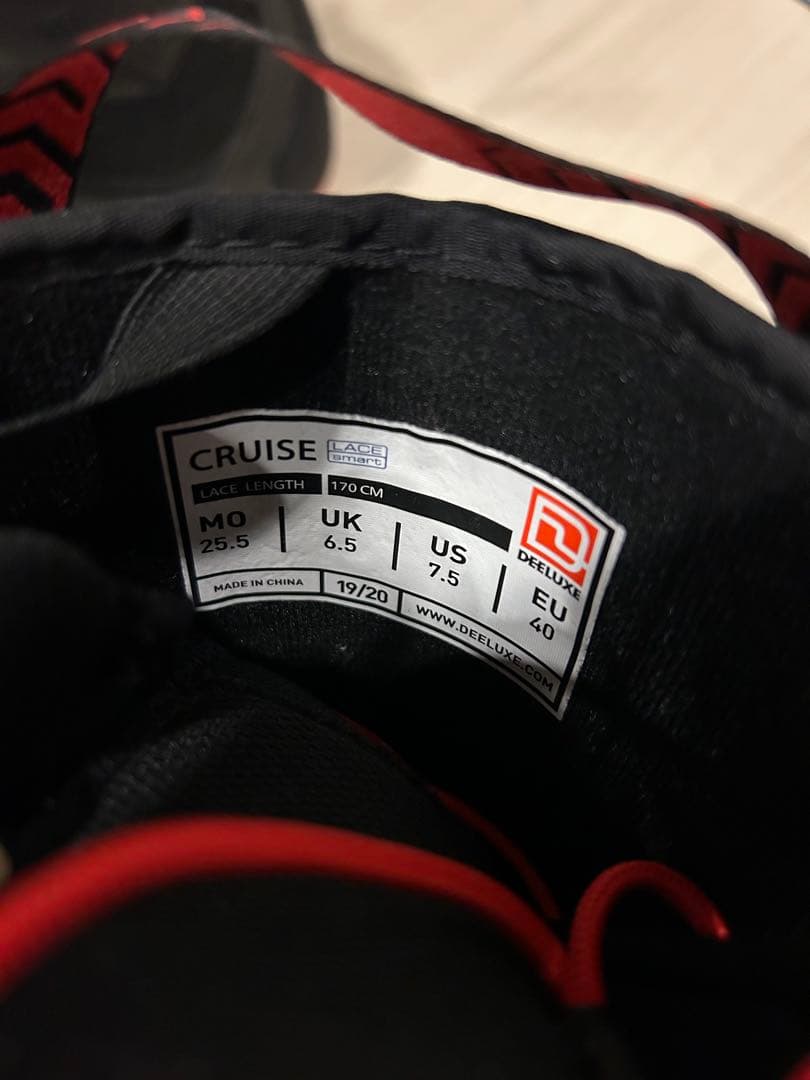 CRUISE LACE smart
LACE LENGTH 170 CM
DEELUXE
MO UK US EU
25.5 6.5 7.5 40
MADE IN CHINA 19/20 WWW.DEELUXE.COM